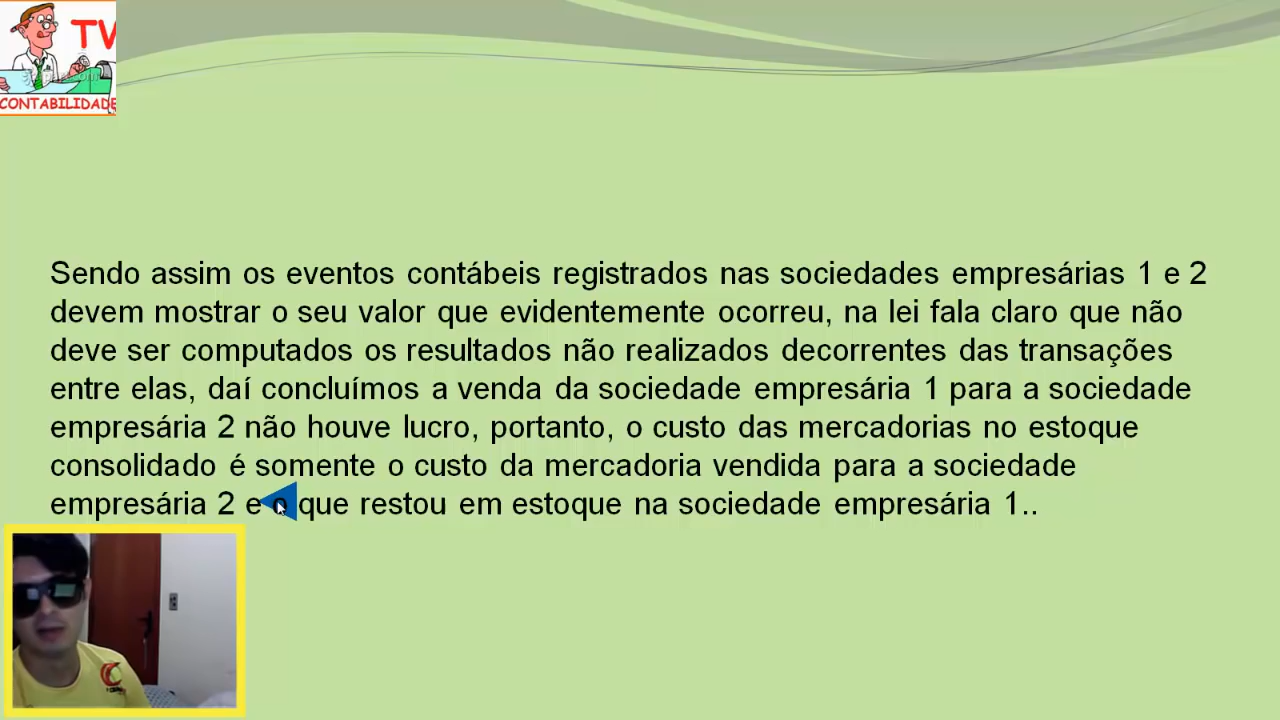 TV
CONTABILIDADE
Sendo assim os eventos contábeis registrados nas sociedades empresárias 1 e 2
devem mostrar o seu valor que evidentemente ocorreu, na lei fala claro que não
deve ser computados os resultados não realizados decorrentes das transações
entre elas, daí concluímos a venda da sociedade empresária 1 para a sociedade
empresária 2 não houve lucro, portanto, o custo das mercadorias no estoque
consolidado é somente o custo da mercadoria vendida para a sociedade
empresária 2 e o que restou em estoque na sociedade empresária 1..